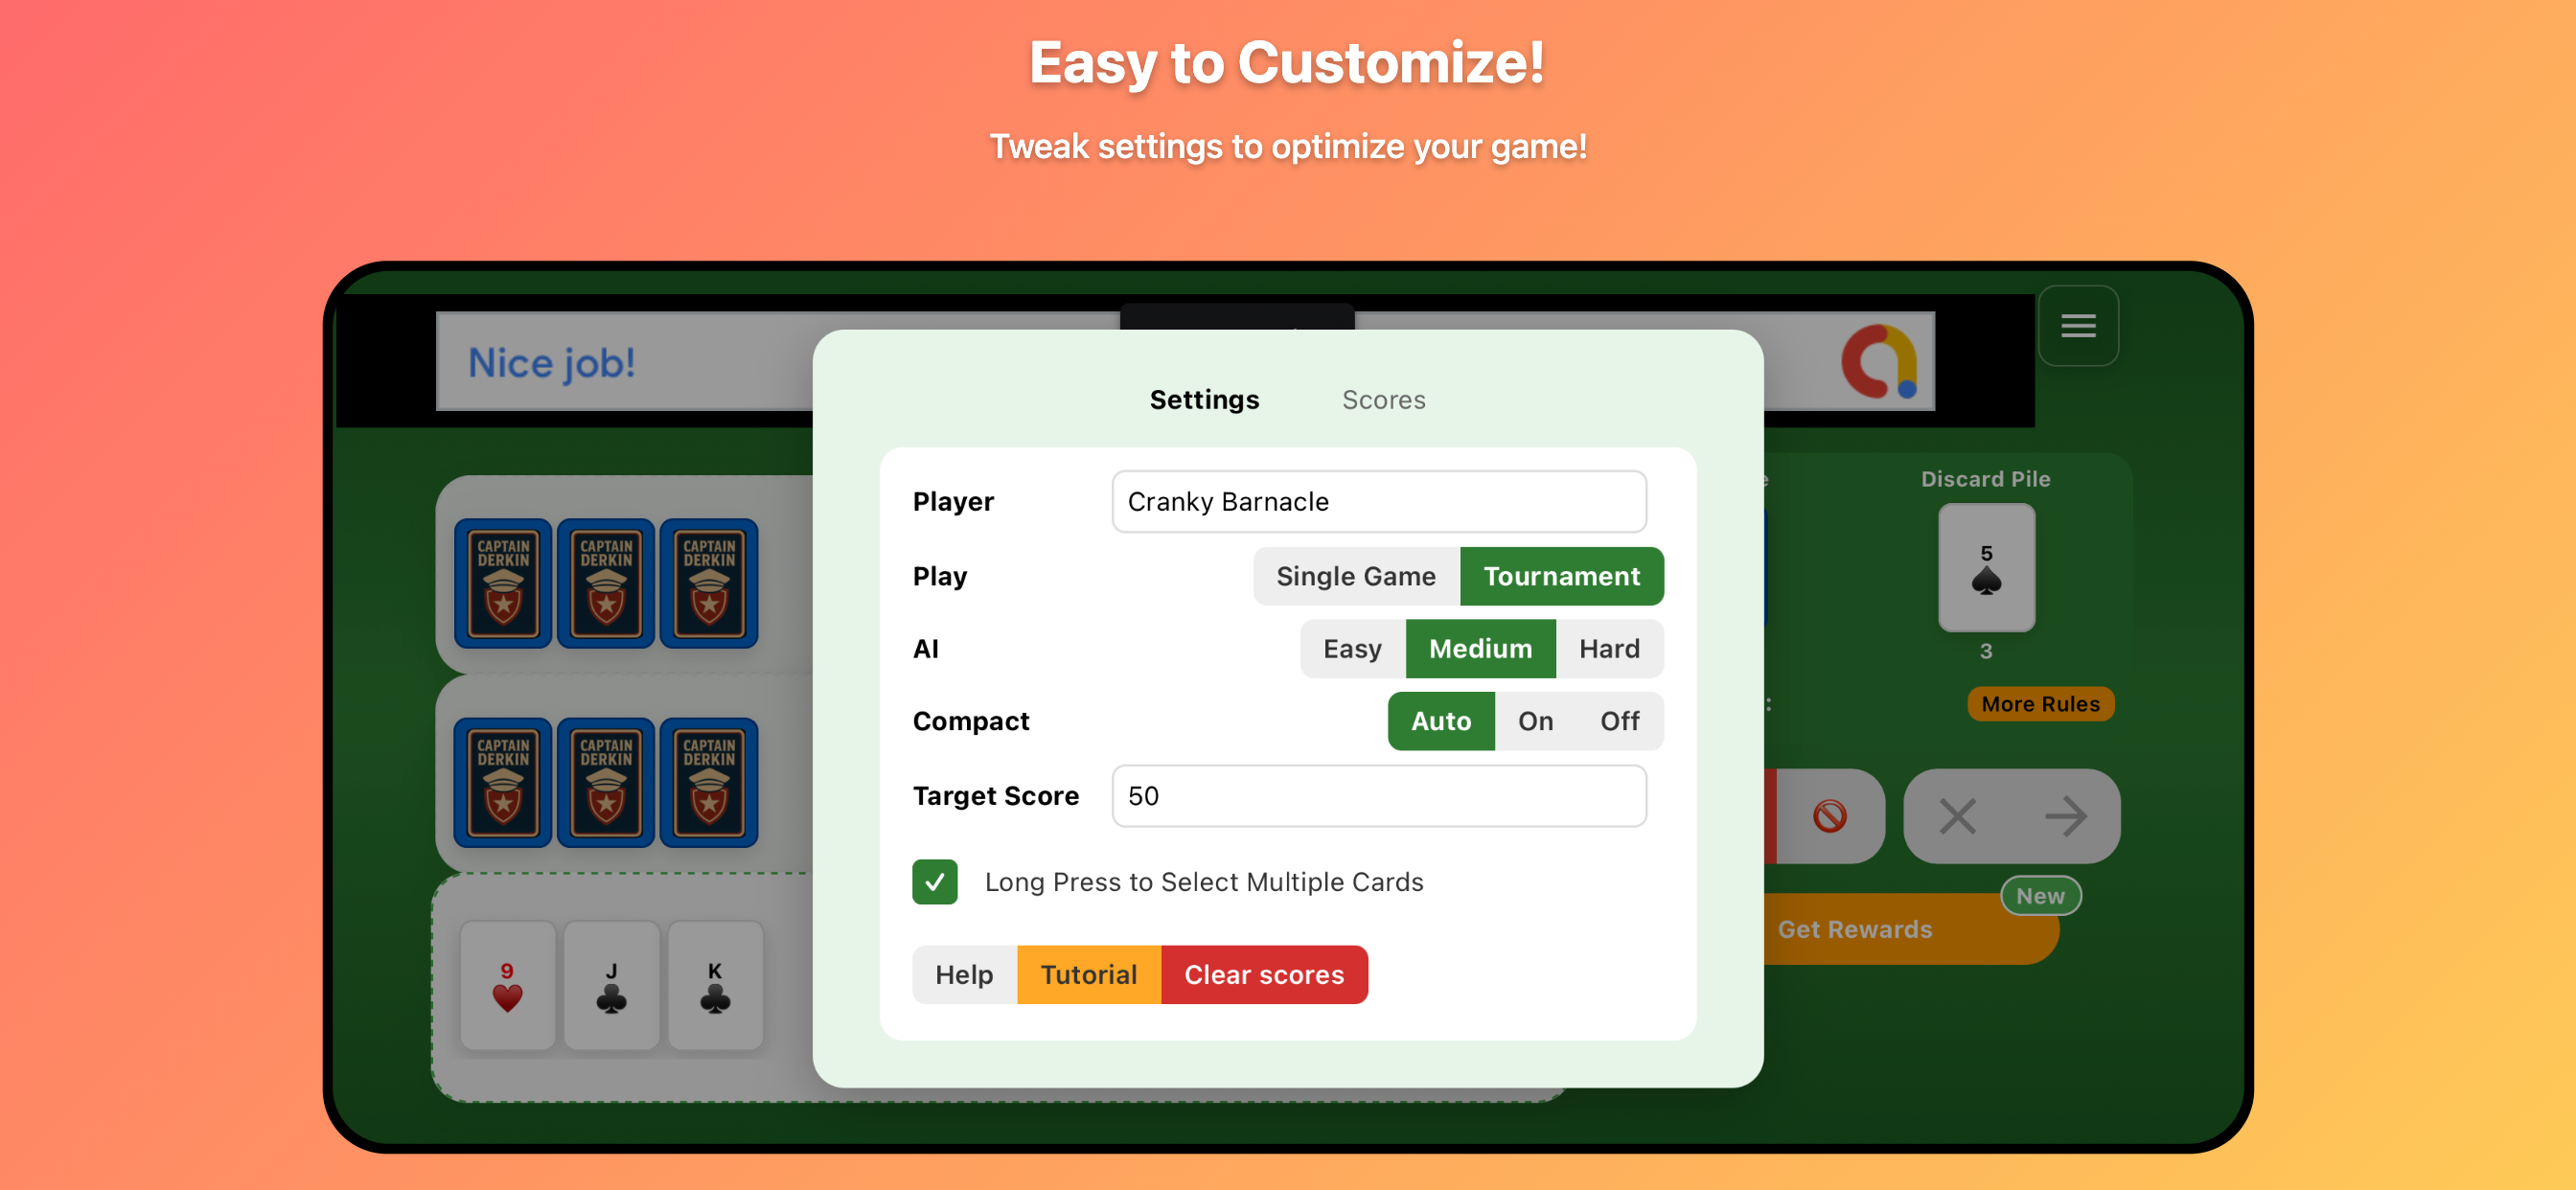 Easy to Customize!
Tweak settings to optimize your game!
Nice job!
Settings Scores
Player Cranky Barnacle
Play Single Game Tournament
AI Easy Medium Hard
Compact Auto On Off
Target Score 50
Long Press to Select Multiple Cards
Help Tutorial Clear scores
Discard Pile
5
3
More Rules
New
Get Rewards
CAPTAIN DERKIN
CAPTAIN DERKIN
CAPTAIN DERKIN
CAPTAIN DERKIN
CAPTAIN DERKIN
CAPTAIN DERKIN
9 J K